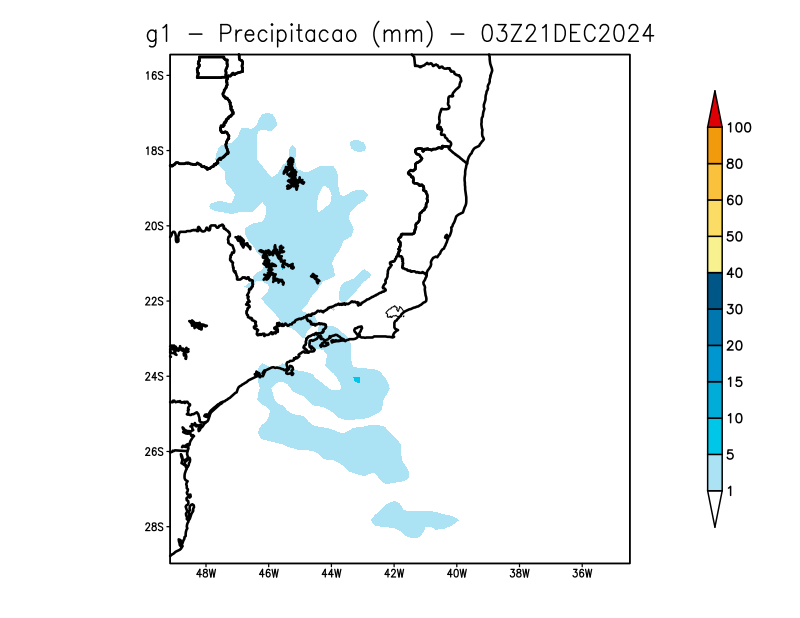 g1 – Precipitacao (mm) – 03Z21DEC2024
16S
18S
20S
22S
24S
26S
28S
48W 46W 44W 42W 40W 38W 36W
100
80
60
50
40
30
20
15
10
5
1